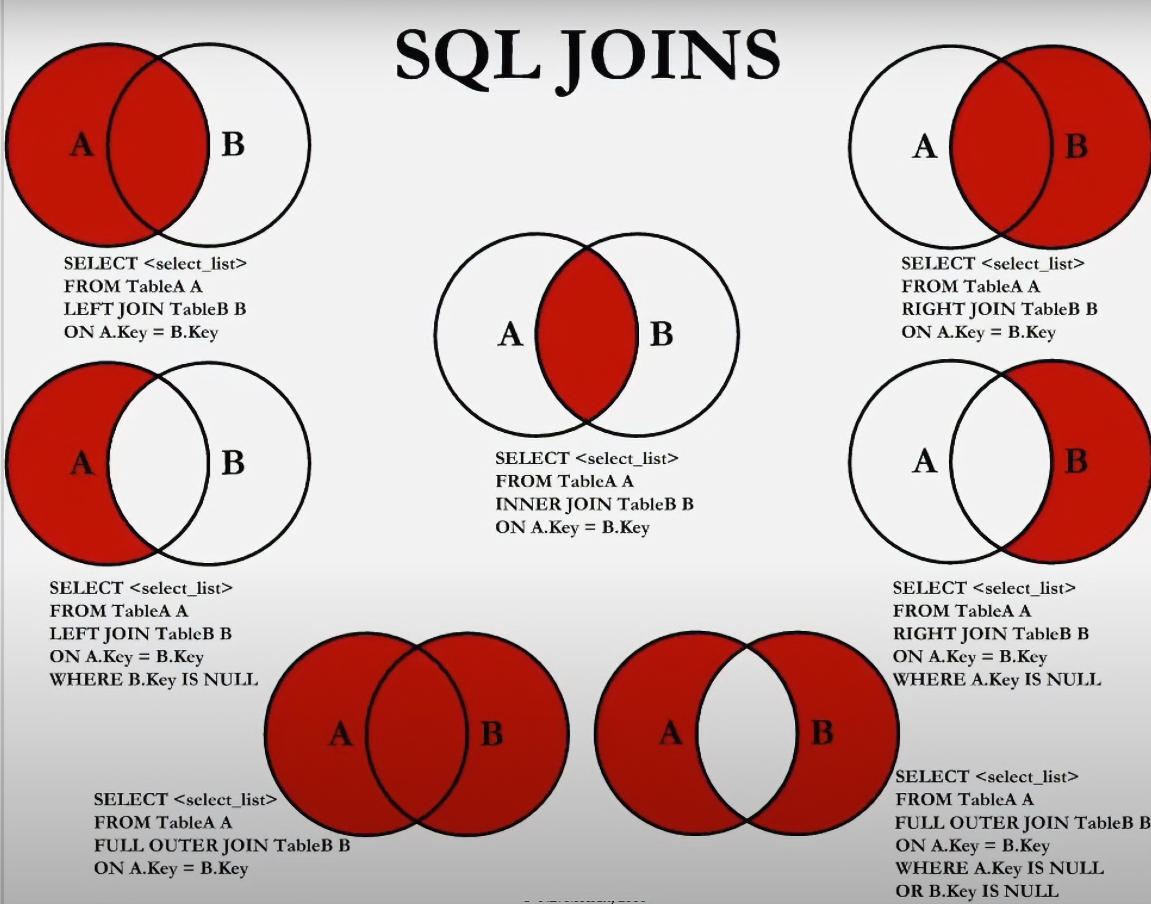 SQL JOINS
A B
SELECT <select_list>
FROM TableA A
LEFT JOIN TableB B
ON A.Key = B.Key
A B
SELECT <select_list>
FROM TableA A
RIGHT JOIN TableB B
ON A.Key = B.Key
A B
SELECT <select_list>
FROM TableA A
INNER JOIN TableB B
ON A.Key = B.Key
A B
SELECT <select_list>
FROM TableA A
LEFT JOIN TableB B
ON A.Key = B.Key
WHERE B.Key IS NULL
A B
SELECT <select_list>
FROM TableA A
RIGHT JOIN TableB B
ON A.Key = B.Key
WHERE A.Key IS NULL
A B
SELECT <select_list>
FROM TableA A
FULL OUTER JOIN TableB B
ON A.Key = B.Key
A B
SELECT <select_list>
FROM TableA A
FULL OUTER JOIN TableB B
ON A.Key = B.Key
WHERE A.Key IS NULL
OR B.Key IS NULL